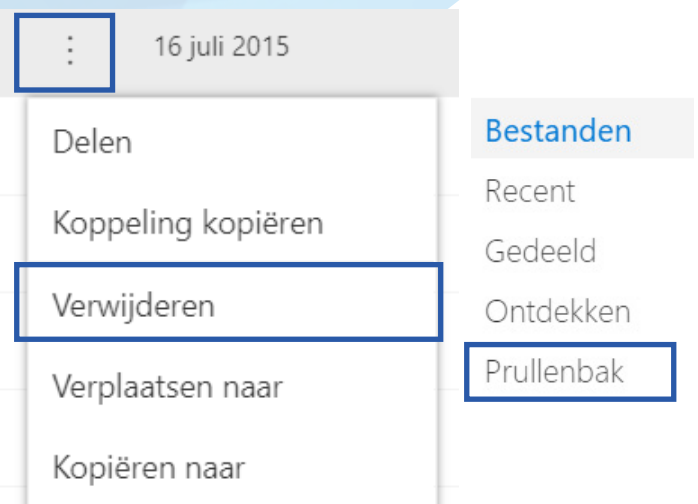 16 juli 2015
Delen
Koppeling kopiëren
Verwijderen
Verplaatsen naar
Kopiëren naar
Bestanden
Recent
Gedeeld
Ontdekken
Prullenbak